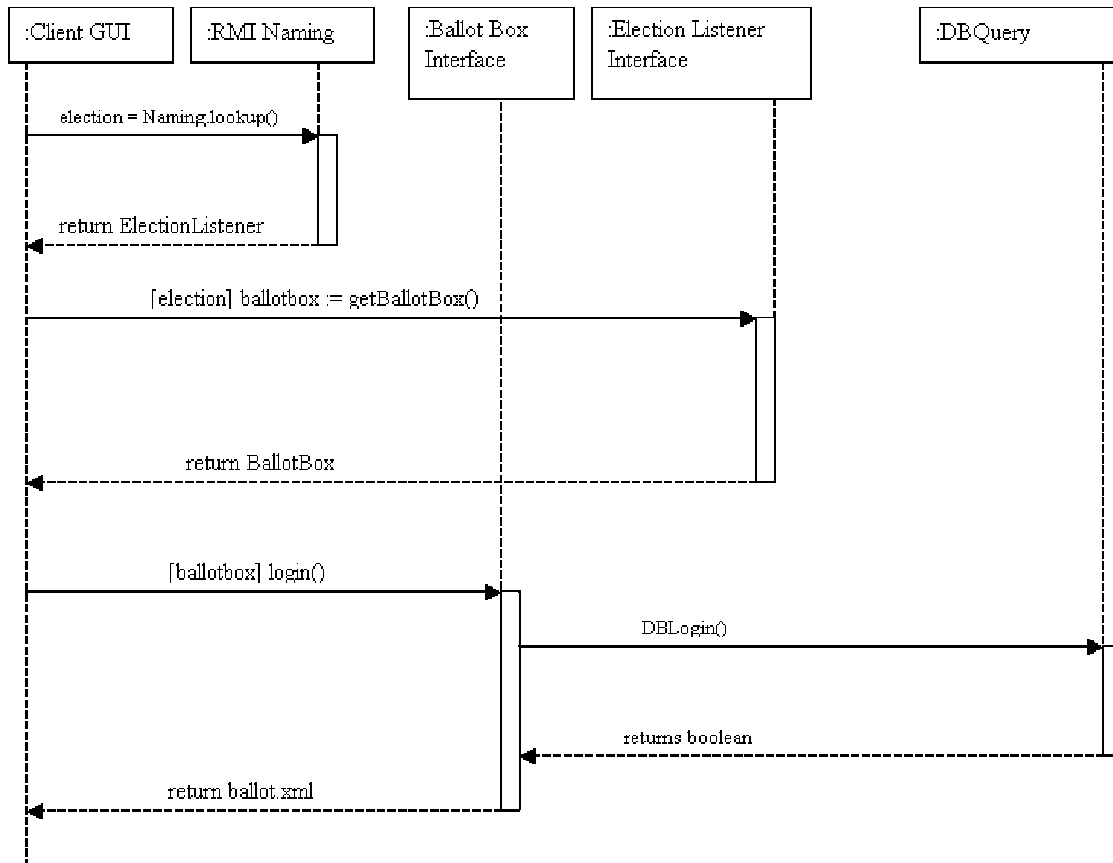 :Client GUI
:RMI Naming
:Ballot Box
Interface
:Election Listener
Interface
:DBQuery
election = Naming.lookup()
return ElectionListener
[election] ballotbox := getBallotBox()
return BallotBox
[ballotbox] login()
DBLogin()
returns boolean
return ballot.xml